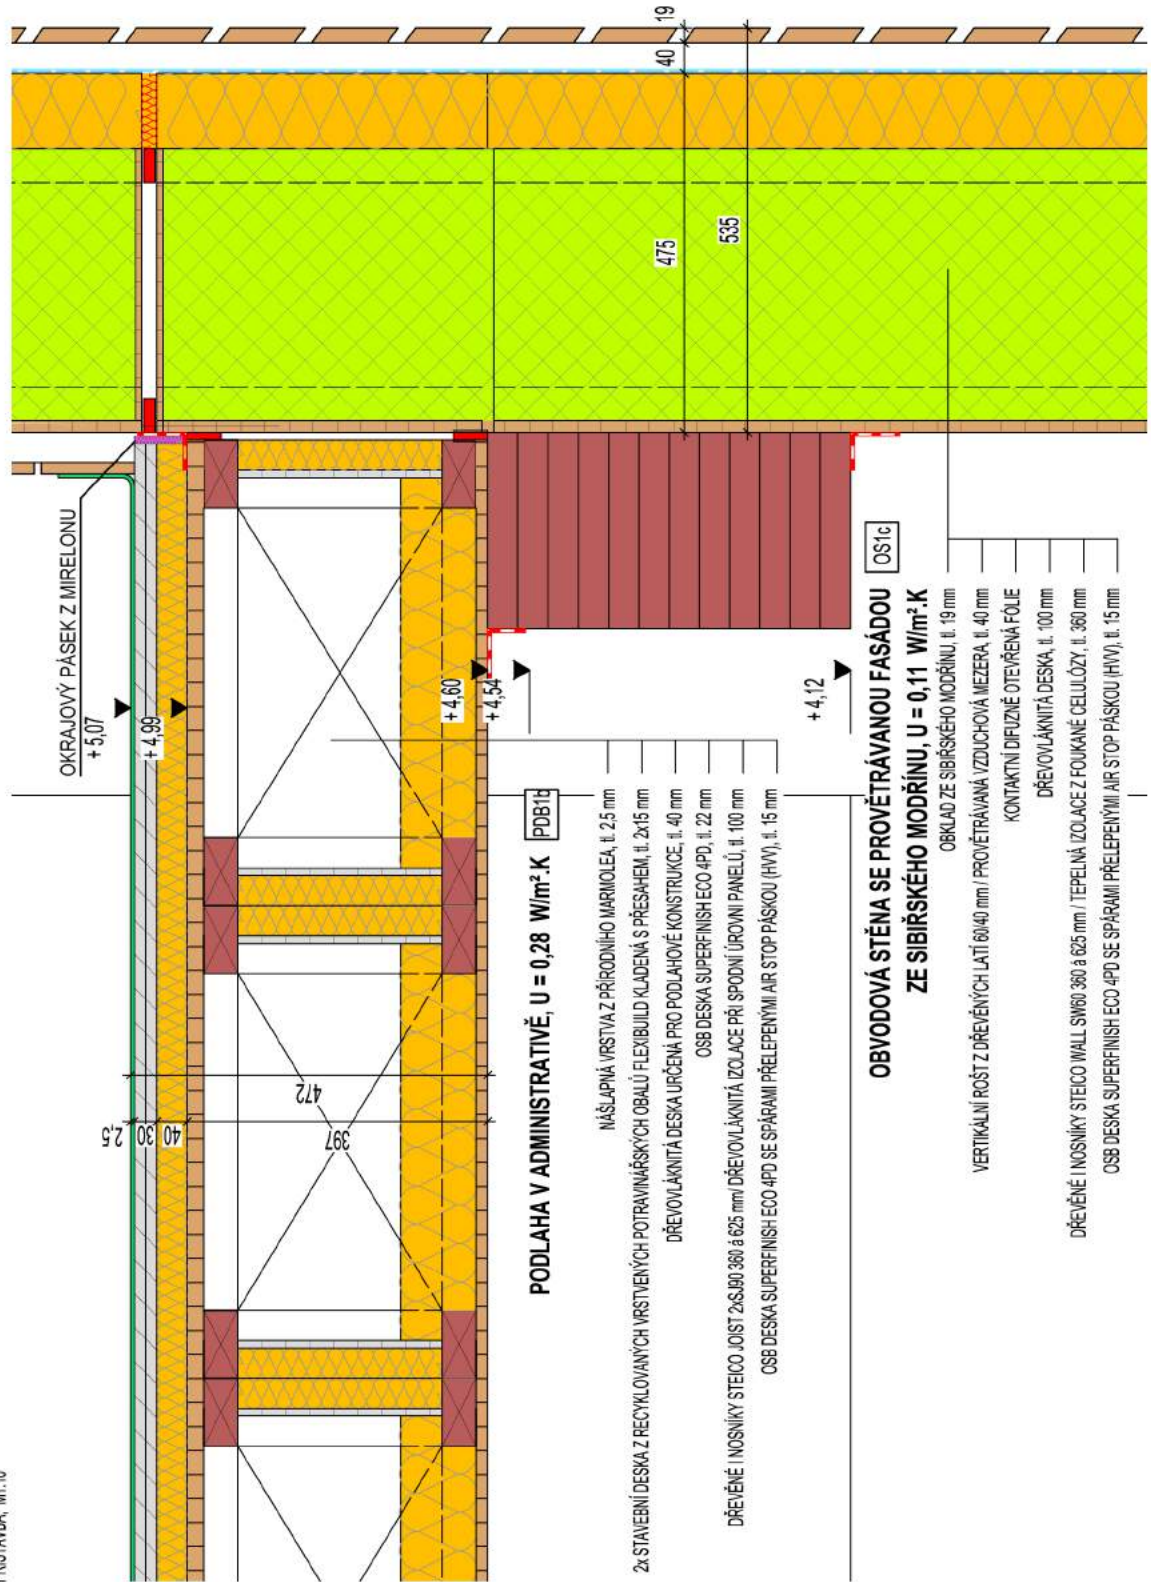 OKRAJOVÝ PÁSEK Z MIRELONU
+ 5,07
+ 4,99
+ 4,60
+ 4,54
+ 4,12
2,5
30
40
472
397
475
535
40
19
PODLAHA V ADMINISTRATIVĚ, U = 0,28 W/m².K PDB1b
NÁŠLAPNÁ VRSTVA Z PŘÍRODNÍHO MARMOLEA, tl. 2,5 mm
2x STAVEBNÍ DESKA Z RECYKLOVANÝCH VRSTVENÝCH POTRAVINÁŘSKÝCH OBALŮ FLEXIBUILD KLADENÁ S PŘESAHEM, tl. 2x15 mm
DŘEVOVLÁKNITÁ DESKA URČENÁ PRO PODLAHOVÉ KONSTRUKCE, tl. 40 mm
OSB DESKA SUPERFINISH ECO 4PD, tl. 22 mm
DŘEVĚNÉ I NOSNÍKY STEICO JOIST 2xSJ90 360 à 625 mm/ DŘEVOVLÁKNITÁ IZOLACE PŘI SPODNÍ ÚROVNI PANELŮ, tl. 100 mm
OSB DESKA SUPERFINISH ECO 4PD SE SPÁRAMI PŘELEPENÝMI AIR STOP PÁSKOU (HVV), tl. 15 mm
OBVODOVÁ STĚNA SE PROVĚTRÁVANOU FASÁDOU OS1c
ZE SIBIŘSKÉHO MODŘÍNU, U = 0,11 W/m².K
OBKLAD ZE SIBIŘSKÉHO MODŘÍNU, tl. 19 mm
VERTIKÁLNÍ ROŠT Z DŘEVĚNÝCH LATÍ 60/40 mm / PROVĚTRÁVANÁ VZDUCHOVÁ MEZERA, tl. 40 mm
KONTAKTNÍ DIFUZNĚ OTEVŘENÁ FÓLIE
DŘEVOVLÁKNITÁ DESKA, tl. 100 mm
DŘEVĚNÉ I NOSNÍKY STEICO WALL SW60 360 à 625 mm / TEPELNÁ IZOLACE Z FOUKANÉ CELULÓZY, tl. 360 mm
OSB DESKA SUPERFINISH ECO 4PD SE SPÁRAMI PŘELEPENÝMI AIR STOP PÁSKOU (HVV), tl. 15 mm